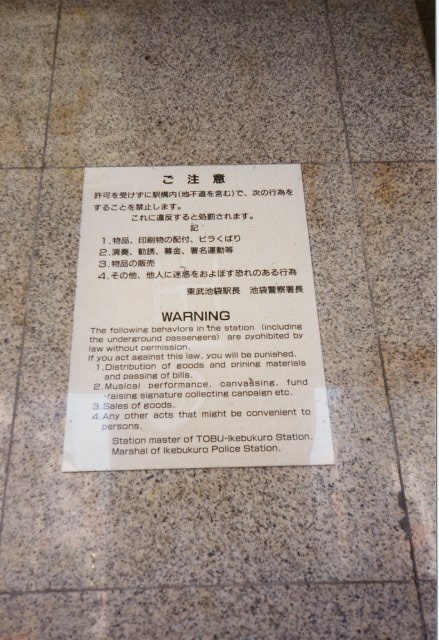 ご注意
許可を受けずに駅構内(地下道を含む)で、次の行為を
することを禁止します。
これに違反すると処罰されます。
記
1.物品、印刷物の配付、ビラくばり
2.演奏、勧誘、募金、署名運動等
3.物品の販売
4.その他、他人に迷惑をおよぼす恐れのある行為
東武池袋駅長 池袋警察署長
WARNING
The following behaviors in the station (including
the underground passengers) are pyohibited by
law without permission.
If you act against this law, you will be punished.
1.Distribution of goods and prining materials
and passing of bills.
2.Musical performance, canvassing, fund
-raising signature collecting canpaign etc.
3.Sales of goods.
4.Any other acts that might be convenient to
persons.
Station master of TOBU-Ikebukuro Station.
Marshal of Ikebukuro Police Station.